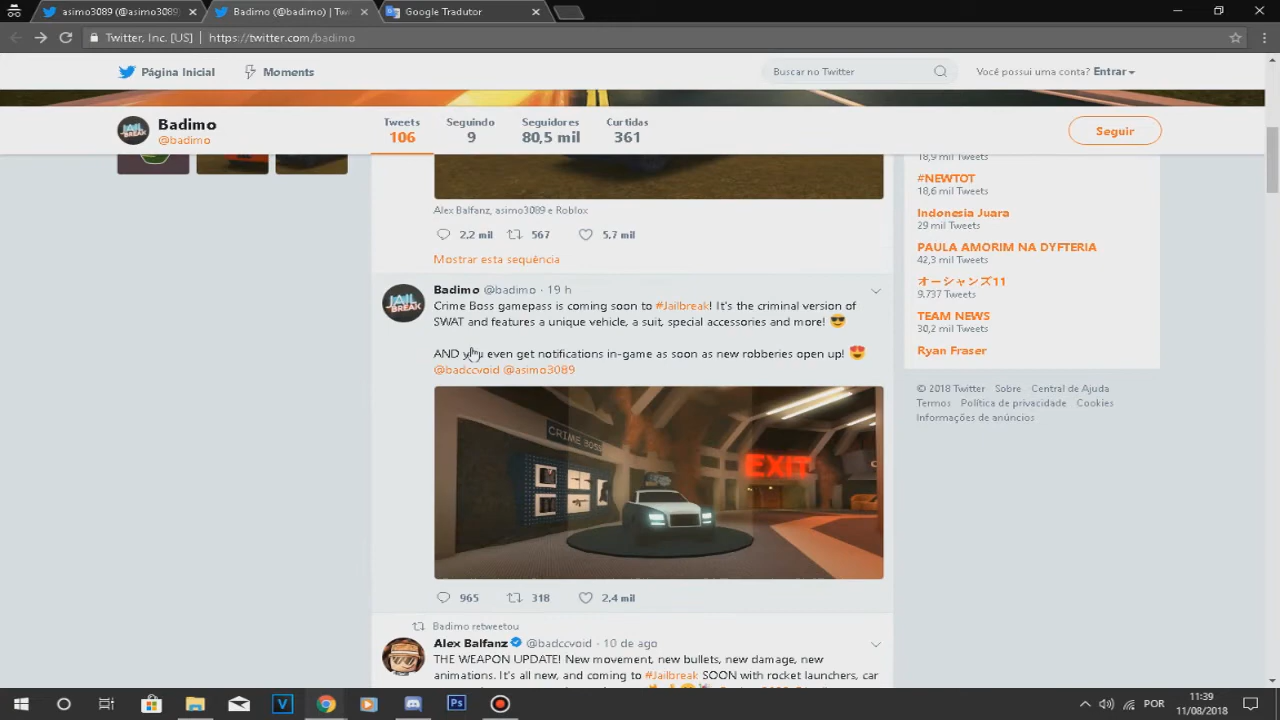 asimo3089 (@asimo3089)
Badimo (@badimo) | Twi
Google Tradutor
Twitter, Inc. [US] | https://twitter.com/badimo
Página Inicial
Moments
Buscar no Twitter
Você possui uma conta? Entrar
JAIL
BREAK
Badimo
@badimo
Tweets
106
Seguindo
9
Seguidores
80,5 mil
Curtidas
361
Seguir
Alex Balfanz, asimo3089 e Roblox
2,2 mil
567
5,7 mil
Mostrar esta sequência
JAIL
BREAK
Badimo @badimo · 19 h
Crime Boss gamepass is coming soon to #Jailbreak! It's the criminal version of
SWAT and features a unique vehicle, a suit, special accessories and more! 😎
AND you even get notifications in-game as soon as new robberies open up! 😍
@badccvoid @asimo3089
CRIME BOSS
EXIT
965
318
2,4 mil
Badimo retweetou
Alex Balfanz @badccvoid · 10 de ago
THE WEAPON UPDATE! New movement, new bullets, new damage, new
animations. It's all new, and coming to #Jailbreak SOON with rocket launchers, car
18,9 mil Tweets
#NEWTOT
18,6 mil Tweets
Indonesia Juara
29 mil Tweets
PAULA AMORIM NA DYFTERIA
42,3 mil Tweets
オーシャンズ11
9.737 Tweets
TEAM NEWS
30,2 mil Tweets
Ryan Fraser
© 2018 Twitter Sobre Central de Ajuda
Termos Política de privacidade Cookies
Informações de anúncios
V
Ps
POR
11:39
11/08/2018